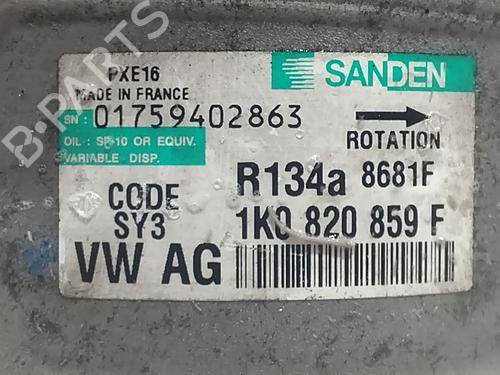 B-PARTS
PXE16
MADE IN FRANCE
SANDEN
SN: 01759402863
OIL: SP-10 OR EQUIV.
VARIABLE DISP.
ROTATION
CODE
SY3
R134a 8681F
1K0 820 859 F
VW AG